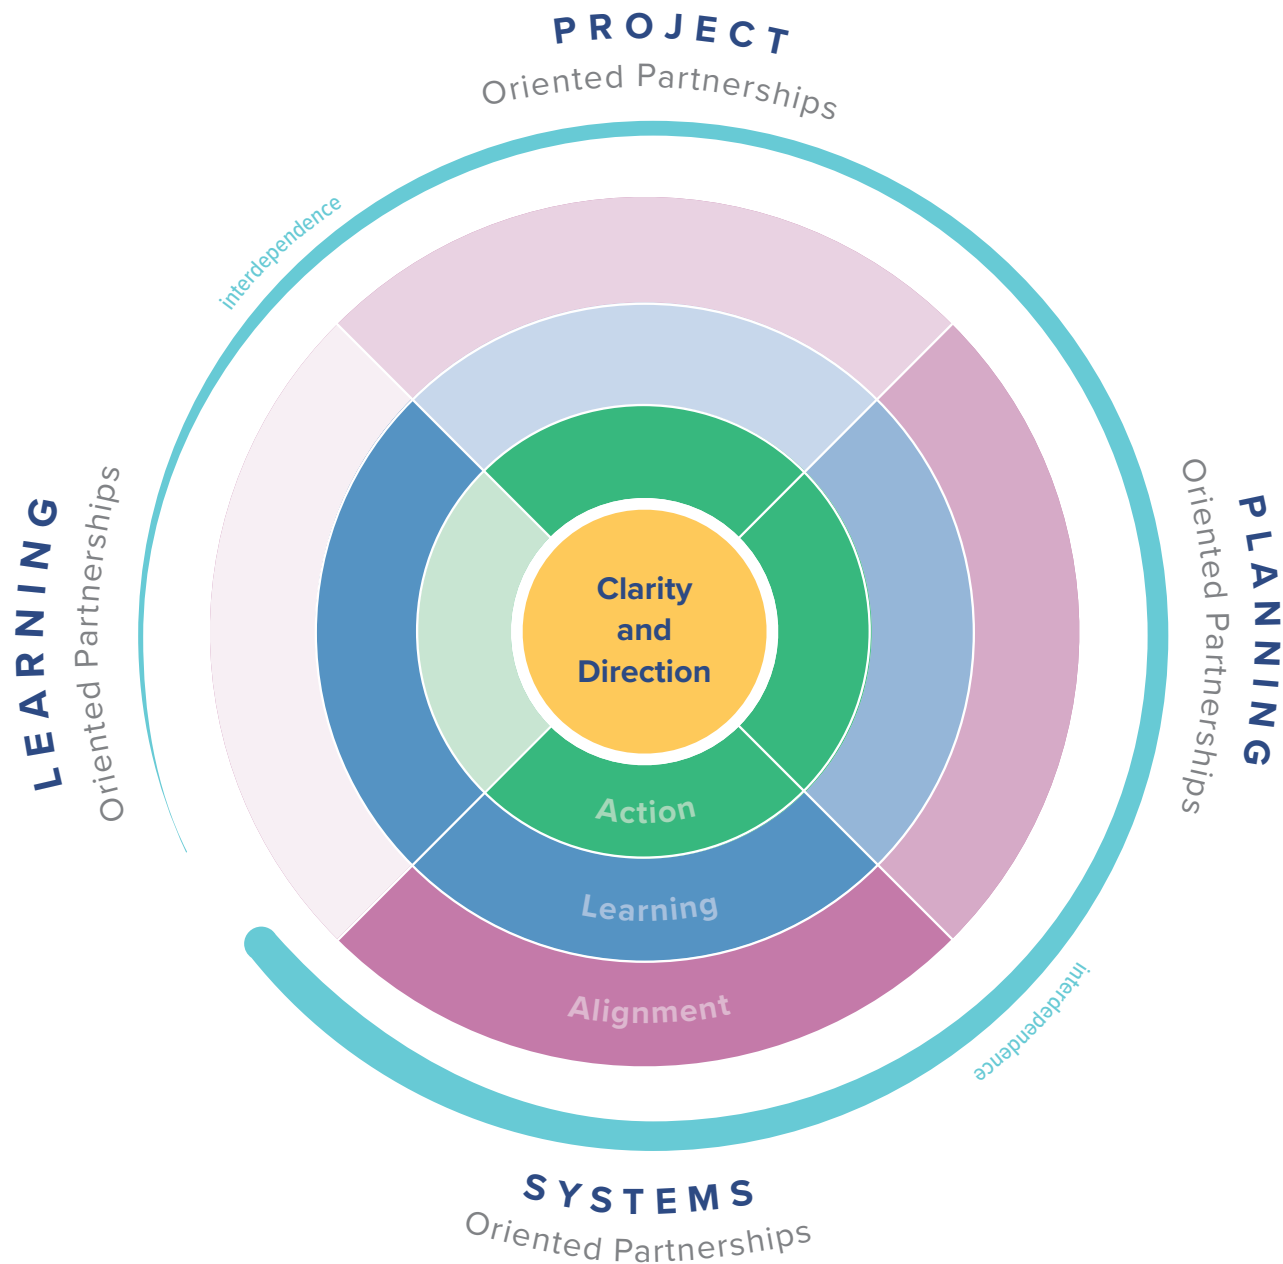 PROJECT
Oriented Partnerships
interdependence
LEARNING
Oriented Partnerships
Clarity
and
Direction
PLANNING
Oriented Partnerships
Action
Learning
Alignment
interdependence
SYSTEMS
Oriented Partnerships